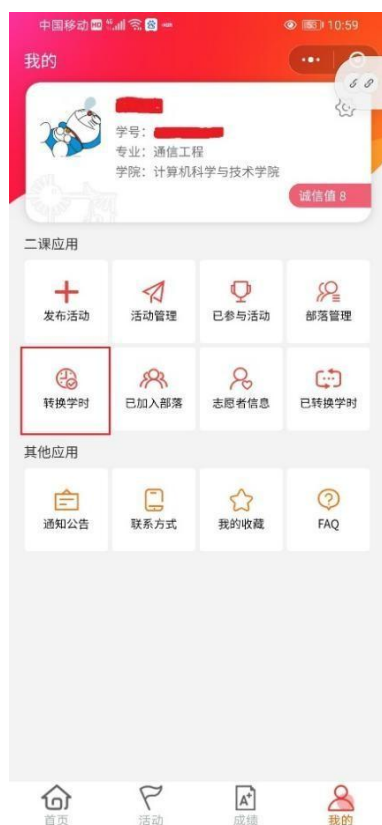 中国移动 HD 10:59
我的
学号：
专业：通信工程
学院：计算机科学与技术学院
诚信值 8
二课应用
发布活动 活动管理 已参与活动 部落管理
转换学时 已加入部落 志愿者信息 已转换学时
其他应用
通知公告 联系方式 我的收藏 FAQ
首页 活动 成绩 我的